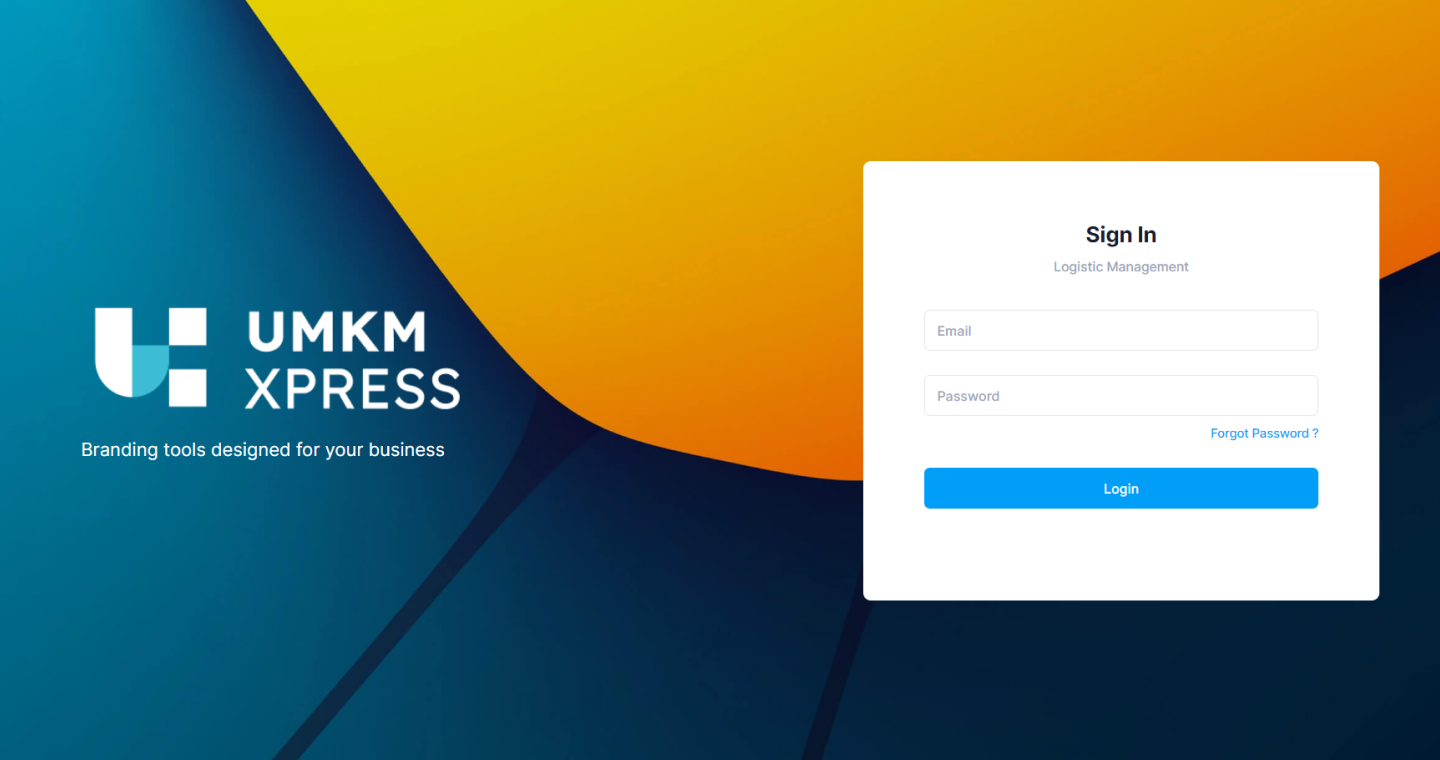 UMKM
XPRESS
Branding tools designed for your business
Sign In
Logistic Management
Email
Password
Forgot Password ?
Login